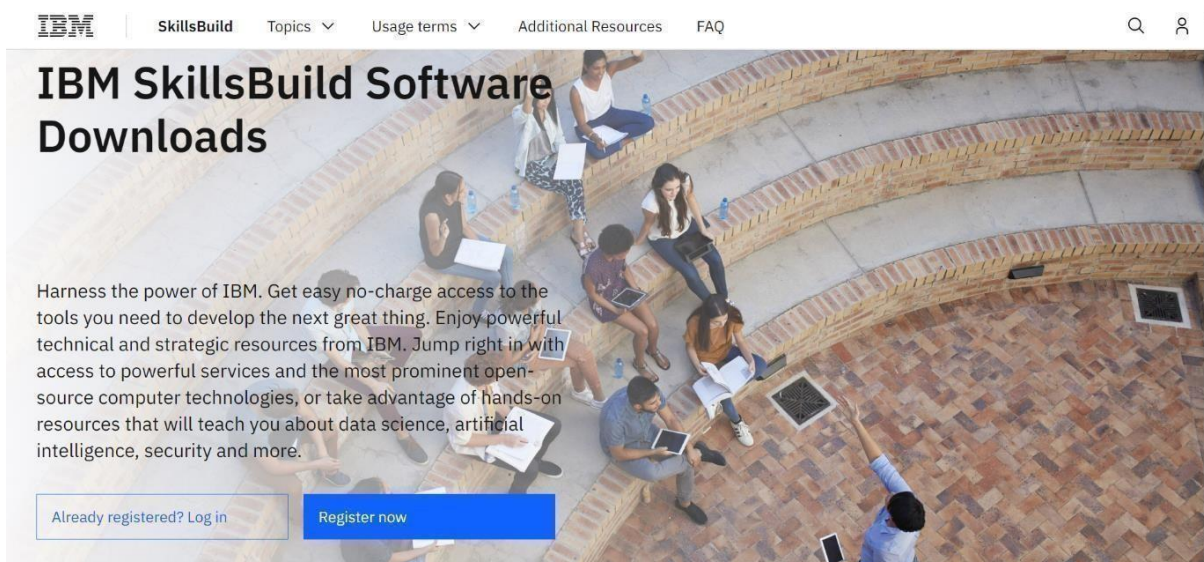 IBM SkillsBuild Topics Usage terms Additional Resources FAQ
IBM SkillsBuild Software
Downloads
Harness the power of IBM. Get easy no-charge access to the
tools you need to develop the next great thing. Enjoy powerful
technical and strategic resources from IBM. Jump right in with
access to powerful services and the most prominent open-
source computer technologies, or take advantage of hands-on
resources that will teach you about data science, artificial
intelligence, security and more.
Already registered? Log in Register now